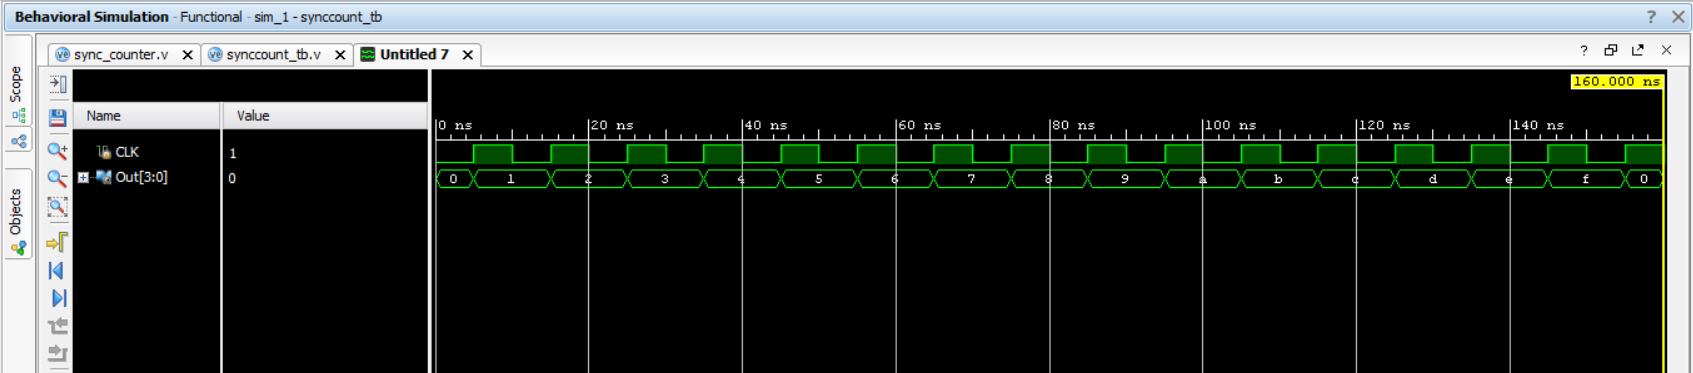 Behavioral Simulation - Functional - sim_1 - synccount_tb
?
Scope
Objects
sync_counter.v
synccount_tb.v
Untitled 7
?
160.000 ns
Name Value
0 ns 20 ns 40 ns 60 ns 80 ns 100 ns 120 ns 140 ns
CLK 1
Out[3:0] 0 0 1 2 3 4 5 6 7 8 9 a b c d e f 0